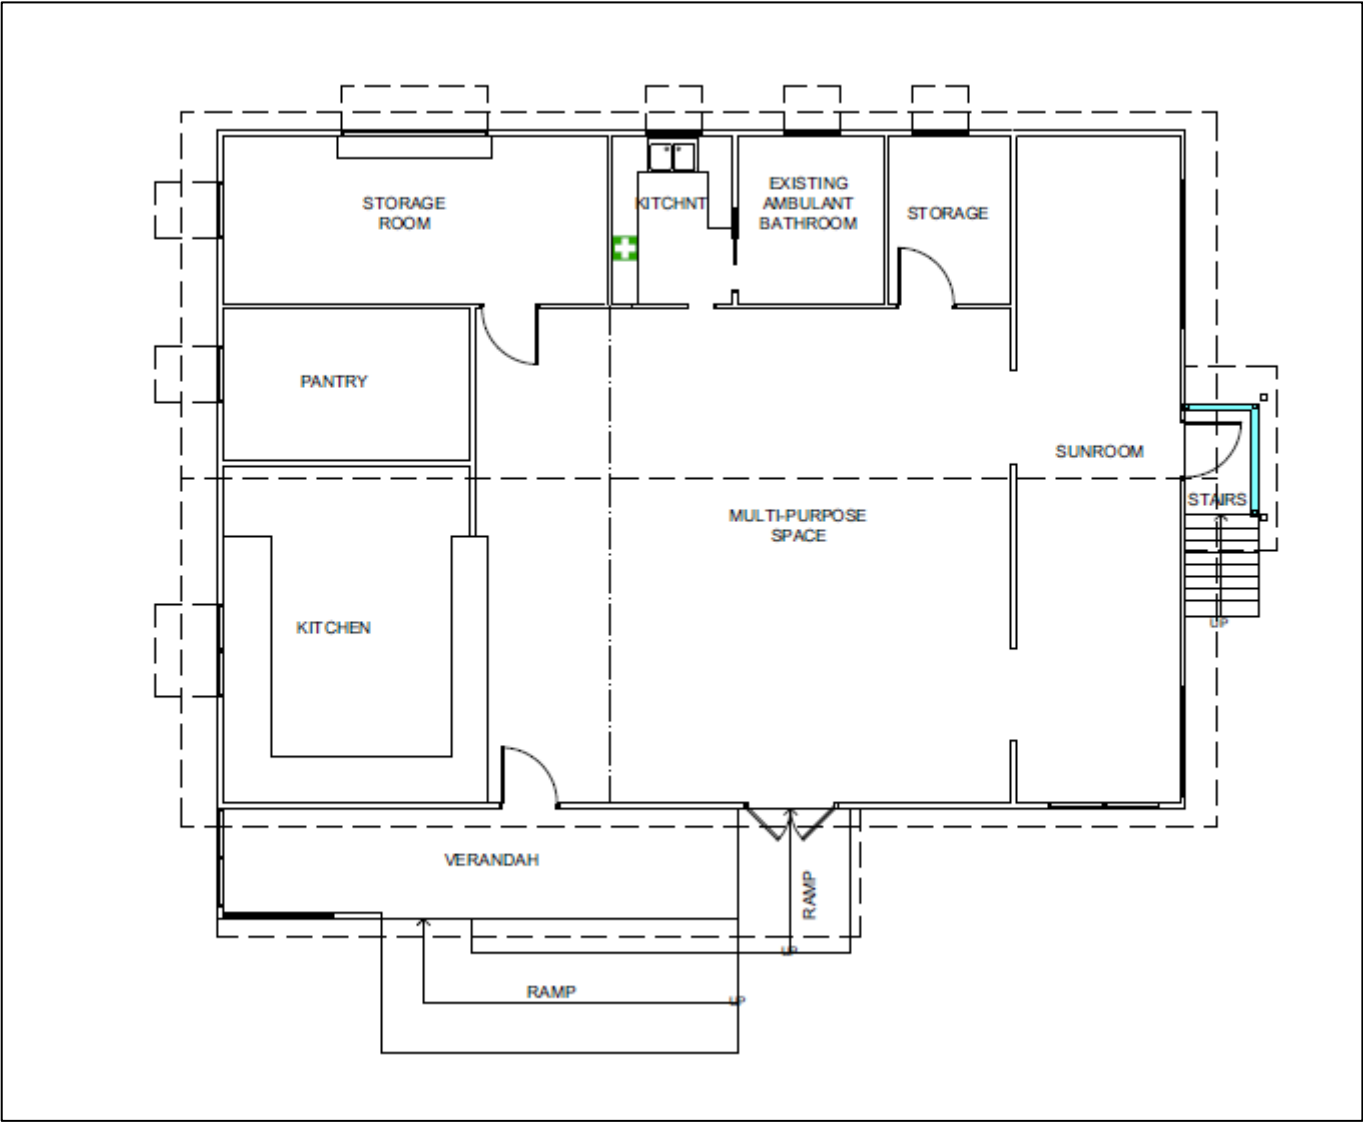 STORAGE
ROOM
KITCHNT
EXISTING
AMBULANT
BATHROOM
STORAGE
PANTRY
SUNROOM
STAIRS
MULTI-PURPOSE
SPACE
KITCHEN
UP
VERANDAH
RAMP
UP
RAMP
UP